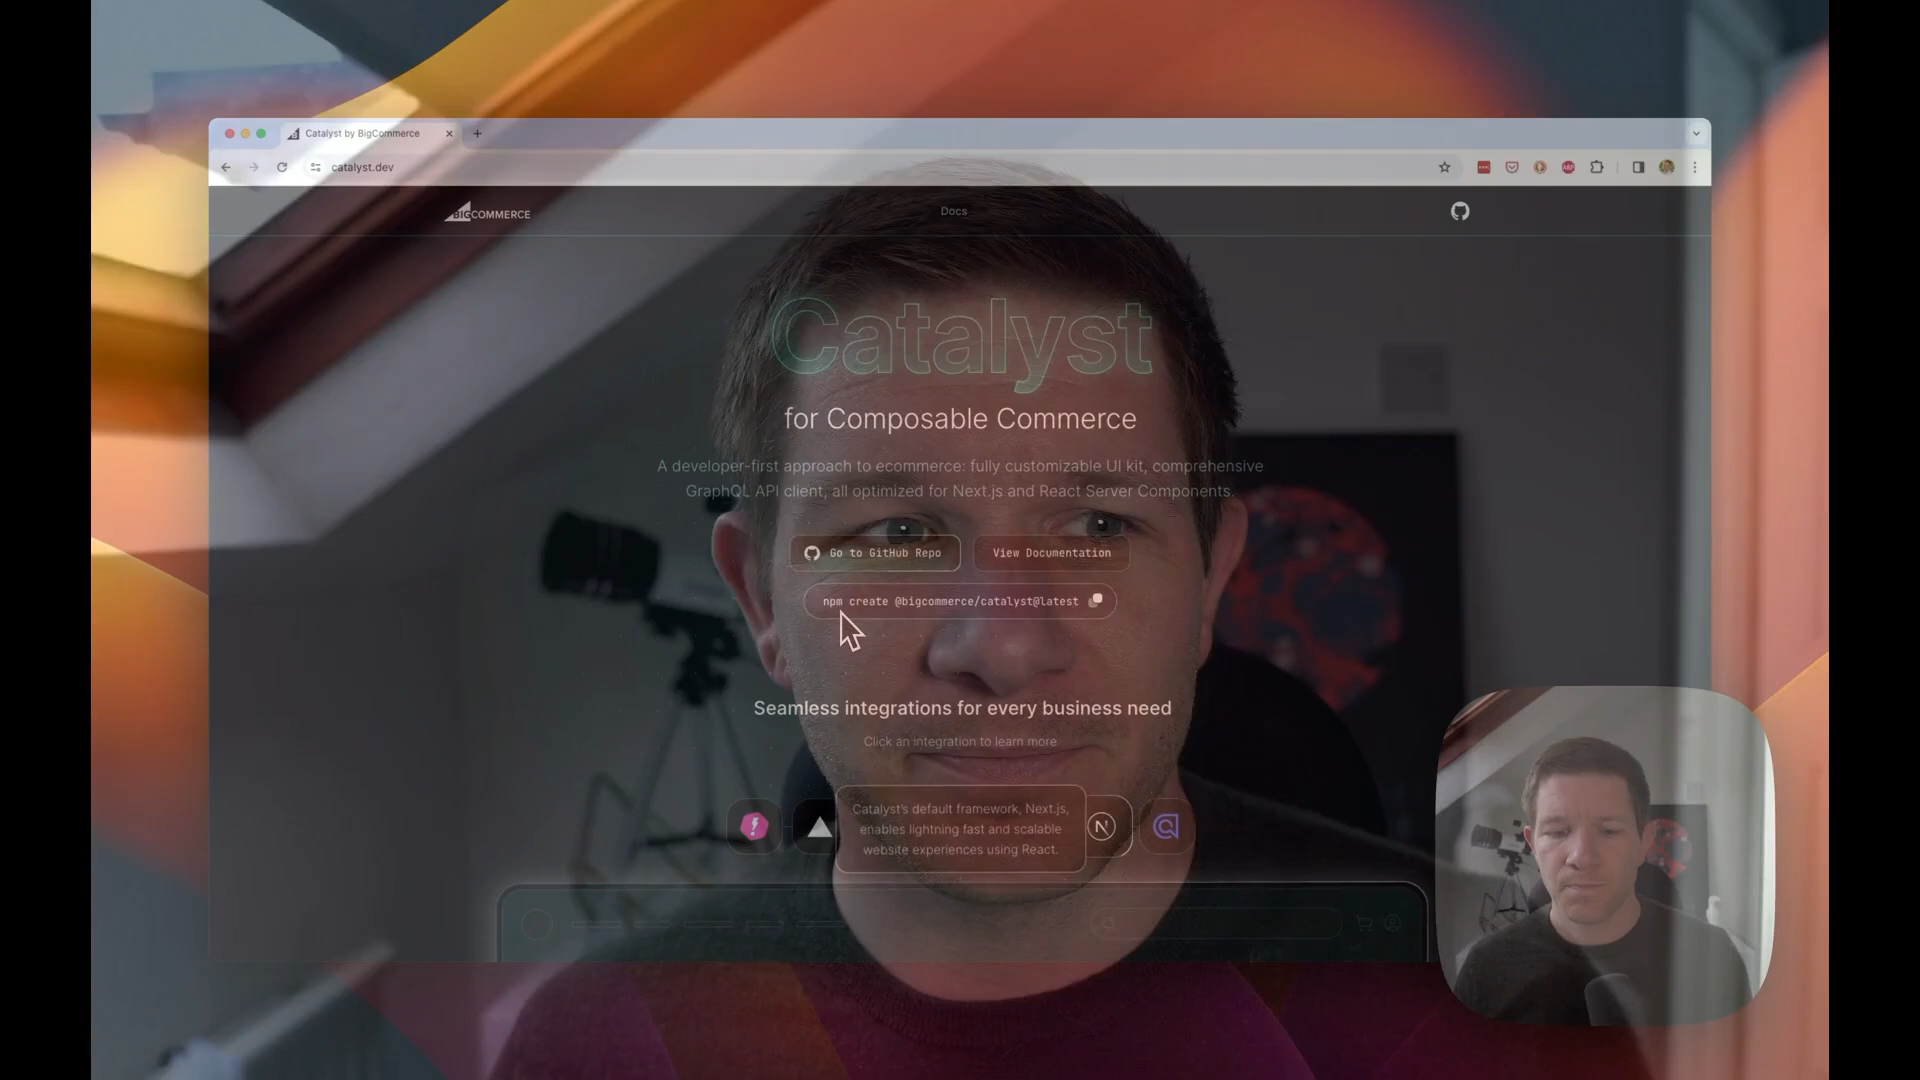 Catalyst by BigCommerce
catalyst.dev
BIGCOMMERCE
Docs
Catalyst
for Composable Commerce
A developer-first approach to ecommerce: fully customizable UI kit, comprehensive
GraphQL API client, all optimized for Next.js and React Server Components.
Go to GitHub Repo
View Documentation
npm create @bigcommerce/catalyst@latest
Seamless integrations for every business need
Click an integration to learn more
Catalyst's default framework, Next.js,
enables lightning fast and scalable
website experiences using React.